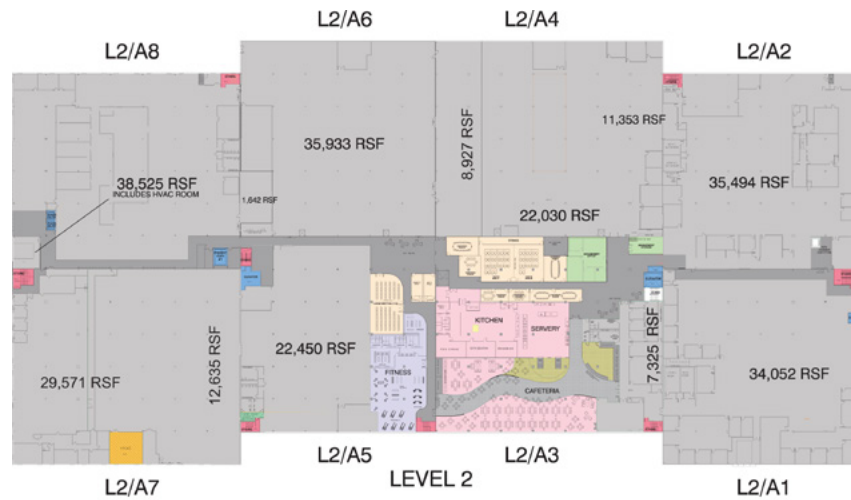 L2/A6
L2/A4
L2/A8
L2/A2
35,933 RSF
8,927 RSF
11,353 RSF
38,525 RSF
INCLUDES HVAC ROOM
1,642 RSF
35,494 RSF
22,030 RSF
KITCHEN
SERVERY
22,450 RSF
FITNESS
29,571 RSF
12,635 RSF
7,325 RSF
34,052 RSF
CAFETERIA
L2/A5
L2/A3
LEVEL 2
L2/A7
L2/A1